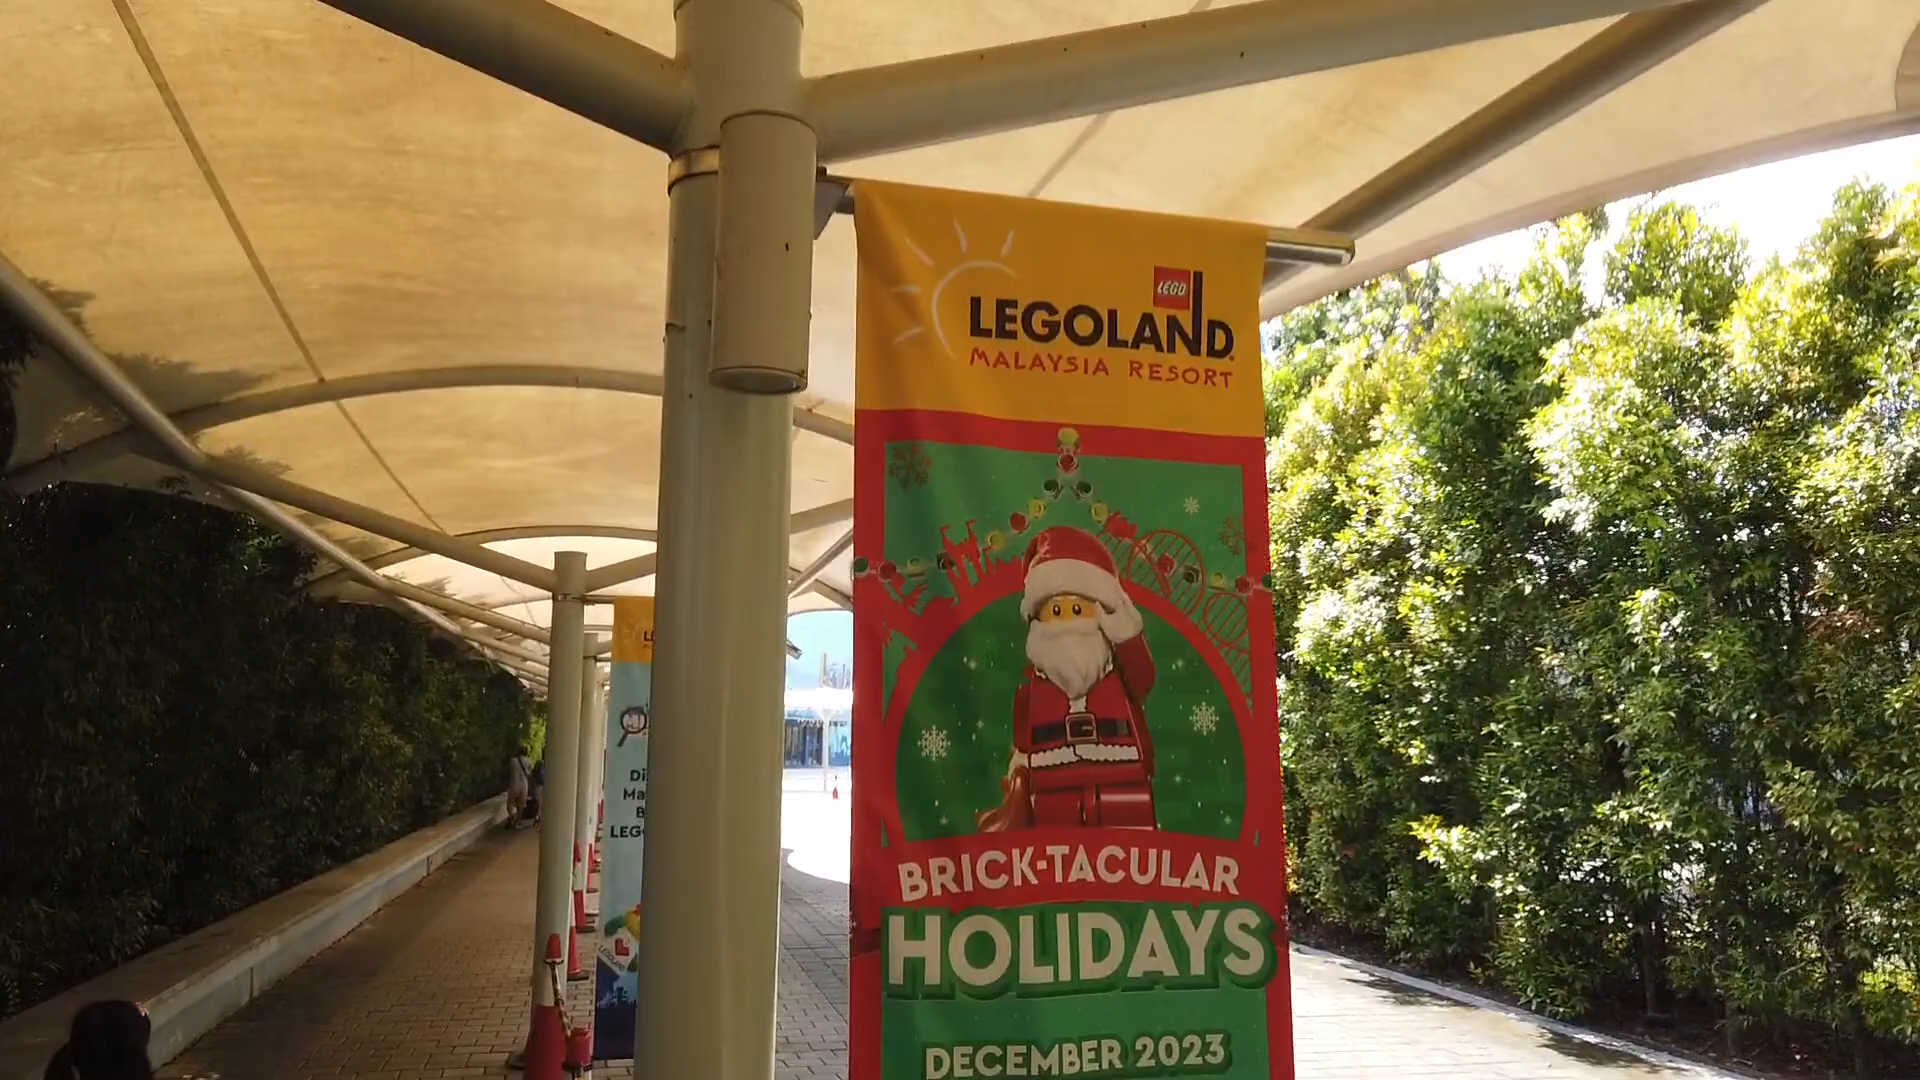 LEGO
LEGOLAND
MALAYSIA RESORT
BRICK-TACULAR
HOLIDAYS
DECEMBER 2023